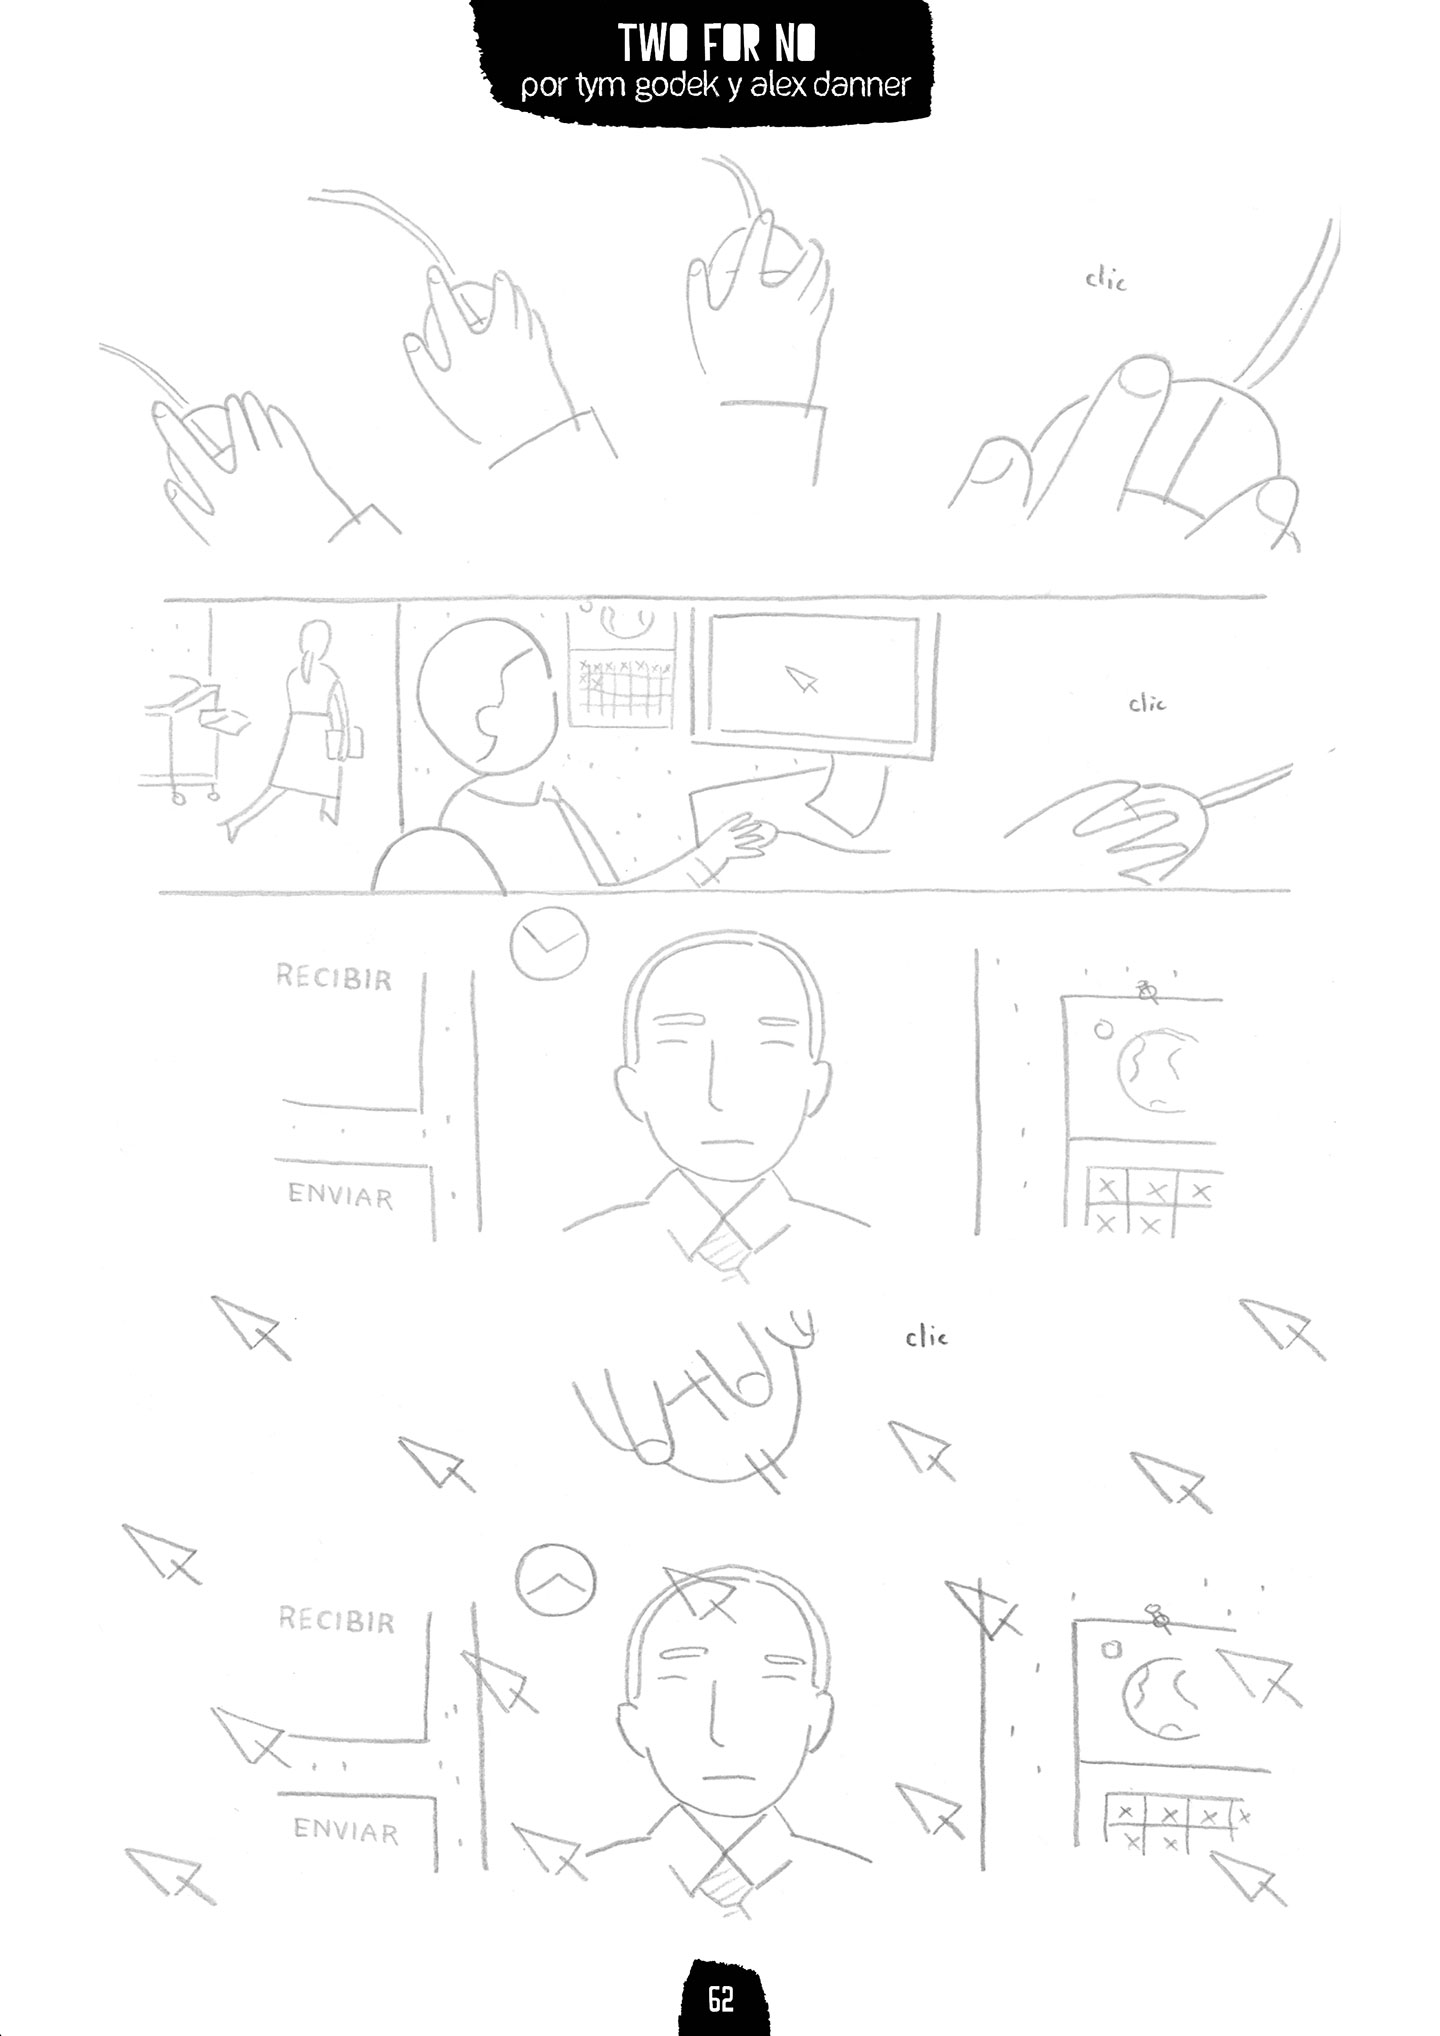 TWO FOR NO
por tym godek y alex danner
clic
clic
RECIBIR
ENVIAR
clic
RECIBIR
ENVIAR
62